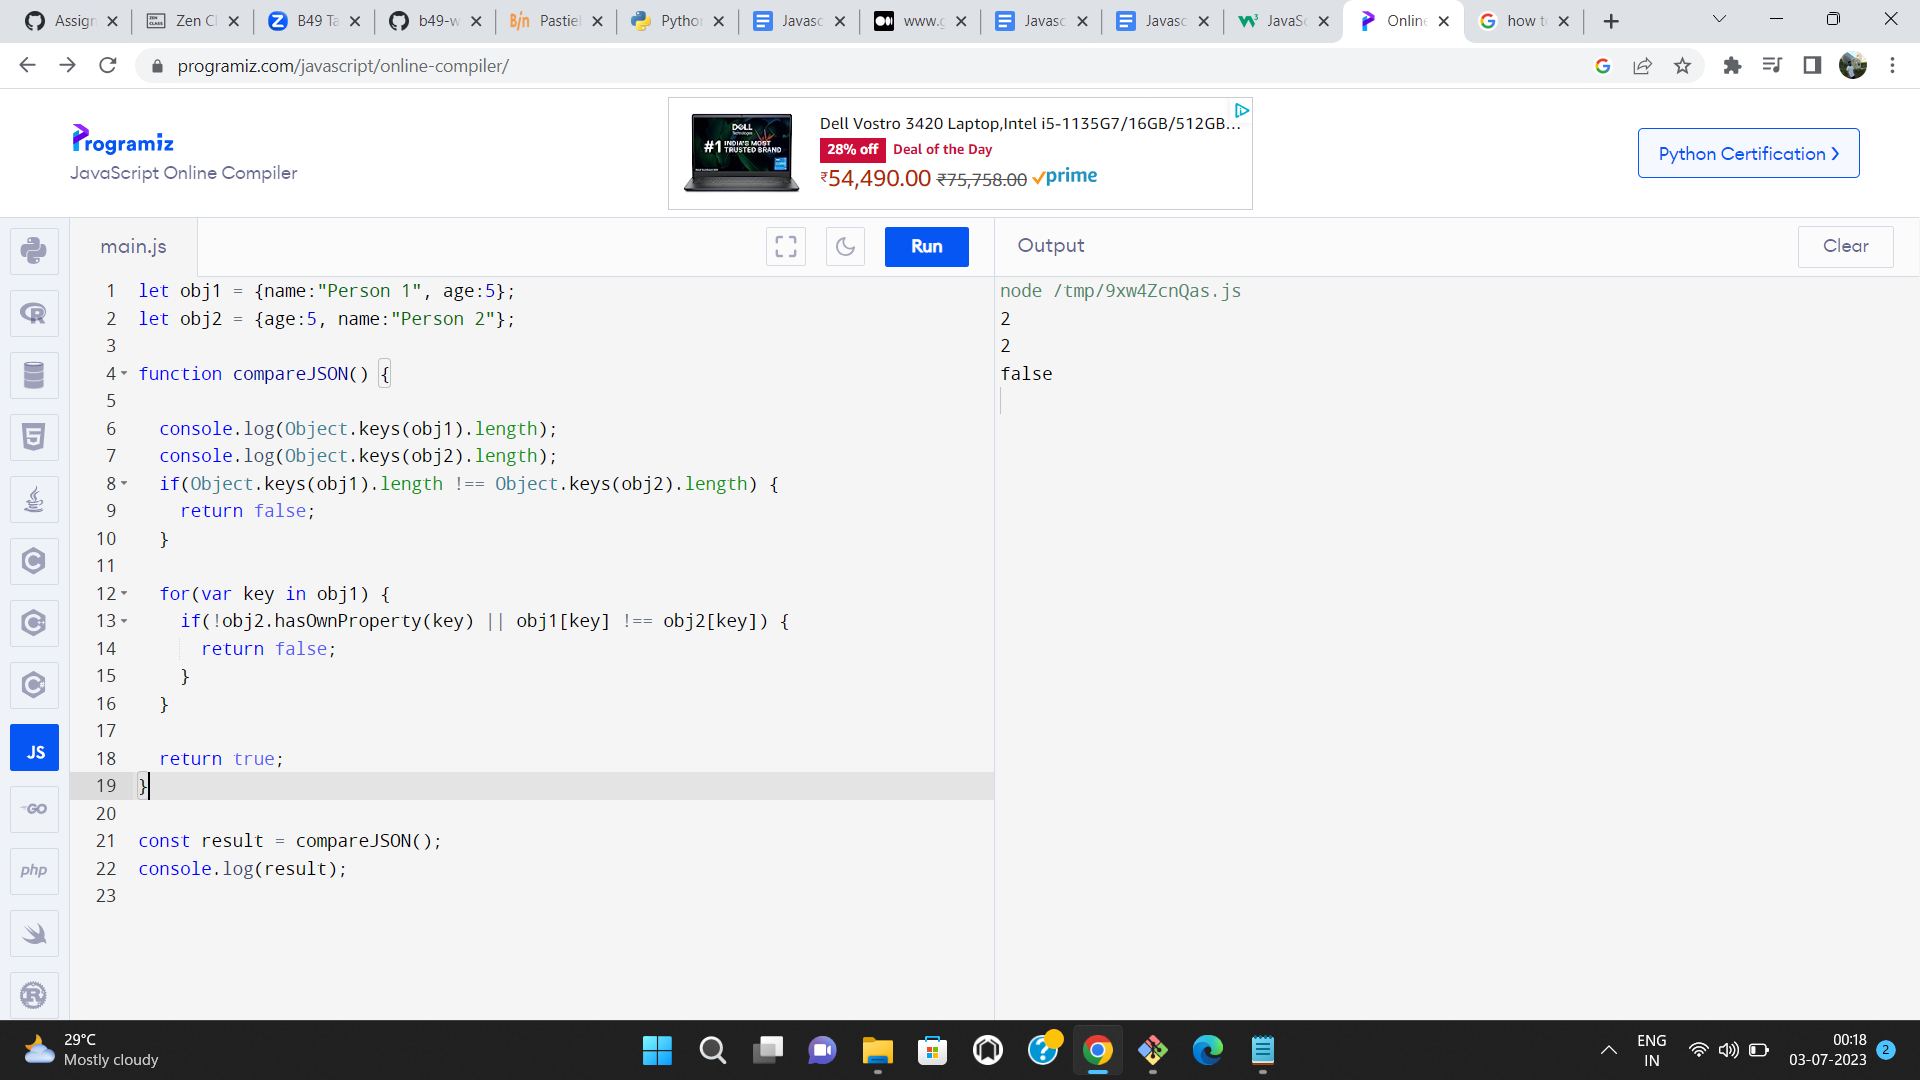 Assign
Zen Cl
B49 Ta
b49-w
Pastiel
Pythor
Javasc
www.g
Javasc
Javasc
JavaSc
Online
how t
programiz.com/javascript/online-compiler/
Programiz
JavaScript Online Compiler
DELL
Technologies
#1 INDIA'S MOST
TRUSTED BRAND
Dell Vostro 3420 Laptop,Intel i5-1135G7/16GB/512GB...
28% off Deal of the Day
₹54,490.00 ₹75,758.00 prime
Python Certification
main.js
Run
Output
Clear
1 let obj1 = {name:"Person 1", age:5};
2 let obj2 = {age:5, name:"Person 2"};
3
4 function compareJSON() {
5
6 console.log(Object.keys(obj1).length);
7 console.log(Object.keys(obj2).length);
8 if(Object.keys(obj1).length !== Object.keys(obj2).length) {
9 return false;
10 }
11
12 for(var key in obj1) {
13 if(!obj2.hasOwnProperty(key) || obj1[key] !== obj2[key]) {
14 return false;
15 }
16 }
17
18 return true;
19 }
20
21 const result = compareJSON();
22 console.log(result);
23
node /tmp/9xw4ZcnQas.js
2
2
false
JS
GO
php
29°C
Mostly cloudy
ENG
IN
00:18
03-07-2023
2